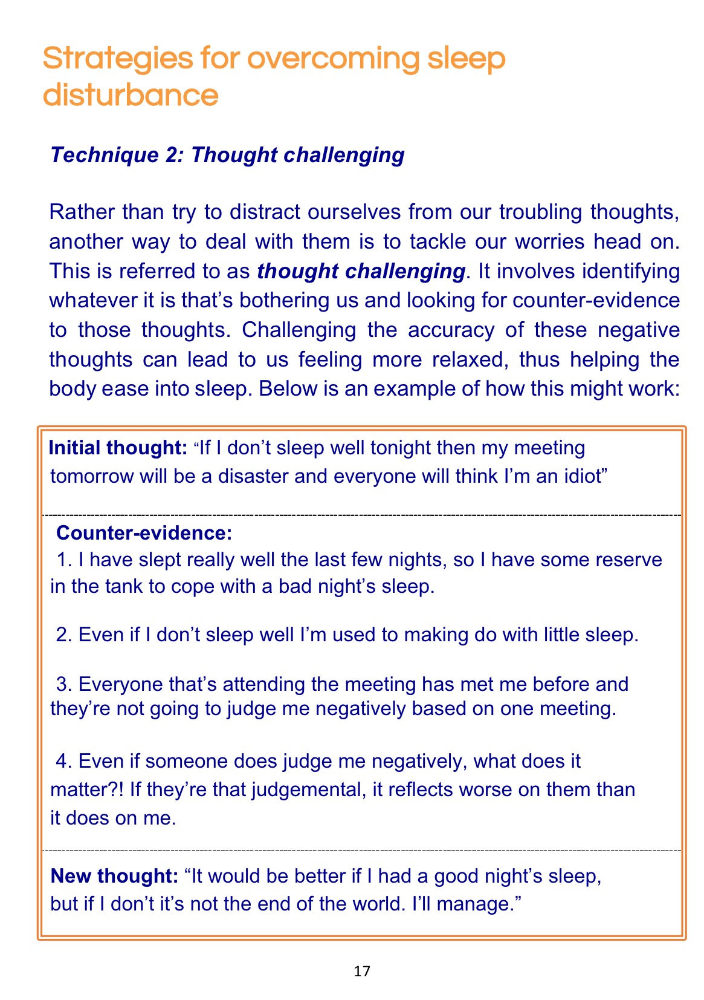 Strategies for overcoming sleep
disturbance
Technique 2: Thought challenging
Rather than try to distract ourselves from our troubling thoughts,
another way to deal with them is to tackle our worries head on.
This is referred to as thought challenging. It involves identifying
whatever it is that’s bothering us and looking for counter-evidence
to those thoughts. Challenging the accuracy of these negative
thoughts can lead to us feeling more relaxed, thus helping the
body ease into sleep. Below is an example of how this might work:
Initial thought: “If I don’t sleep well tonight then my meeting
tomorrow will be a disaster and everyone will think I’m an idiot”
Counter-evidence:
1. I have slept really well the last few nights, so I have some reserve
in the tank to cope with a bad night’s sleep.
2. Even if I don’t sleep well I’m used to making do with little sleep.
3. Everyone that’s attending the meeting has met me before and
they’re not going to judge me negatively based on one meeting.
4. Even if someone does judge me negatively, what does it
matter?! If they’re that judgemental, it reflects worse on them than
it does on me.
New thought: “It would be better if I had a good night’s sleep,
but if I don’t it’s not the end of the world. I’ll manage.”
17